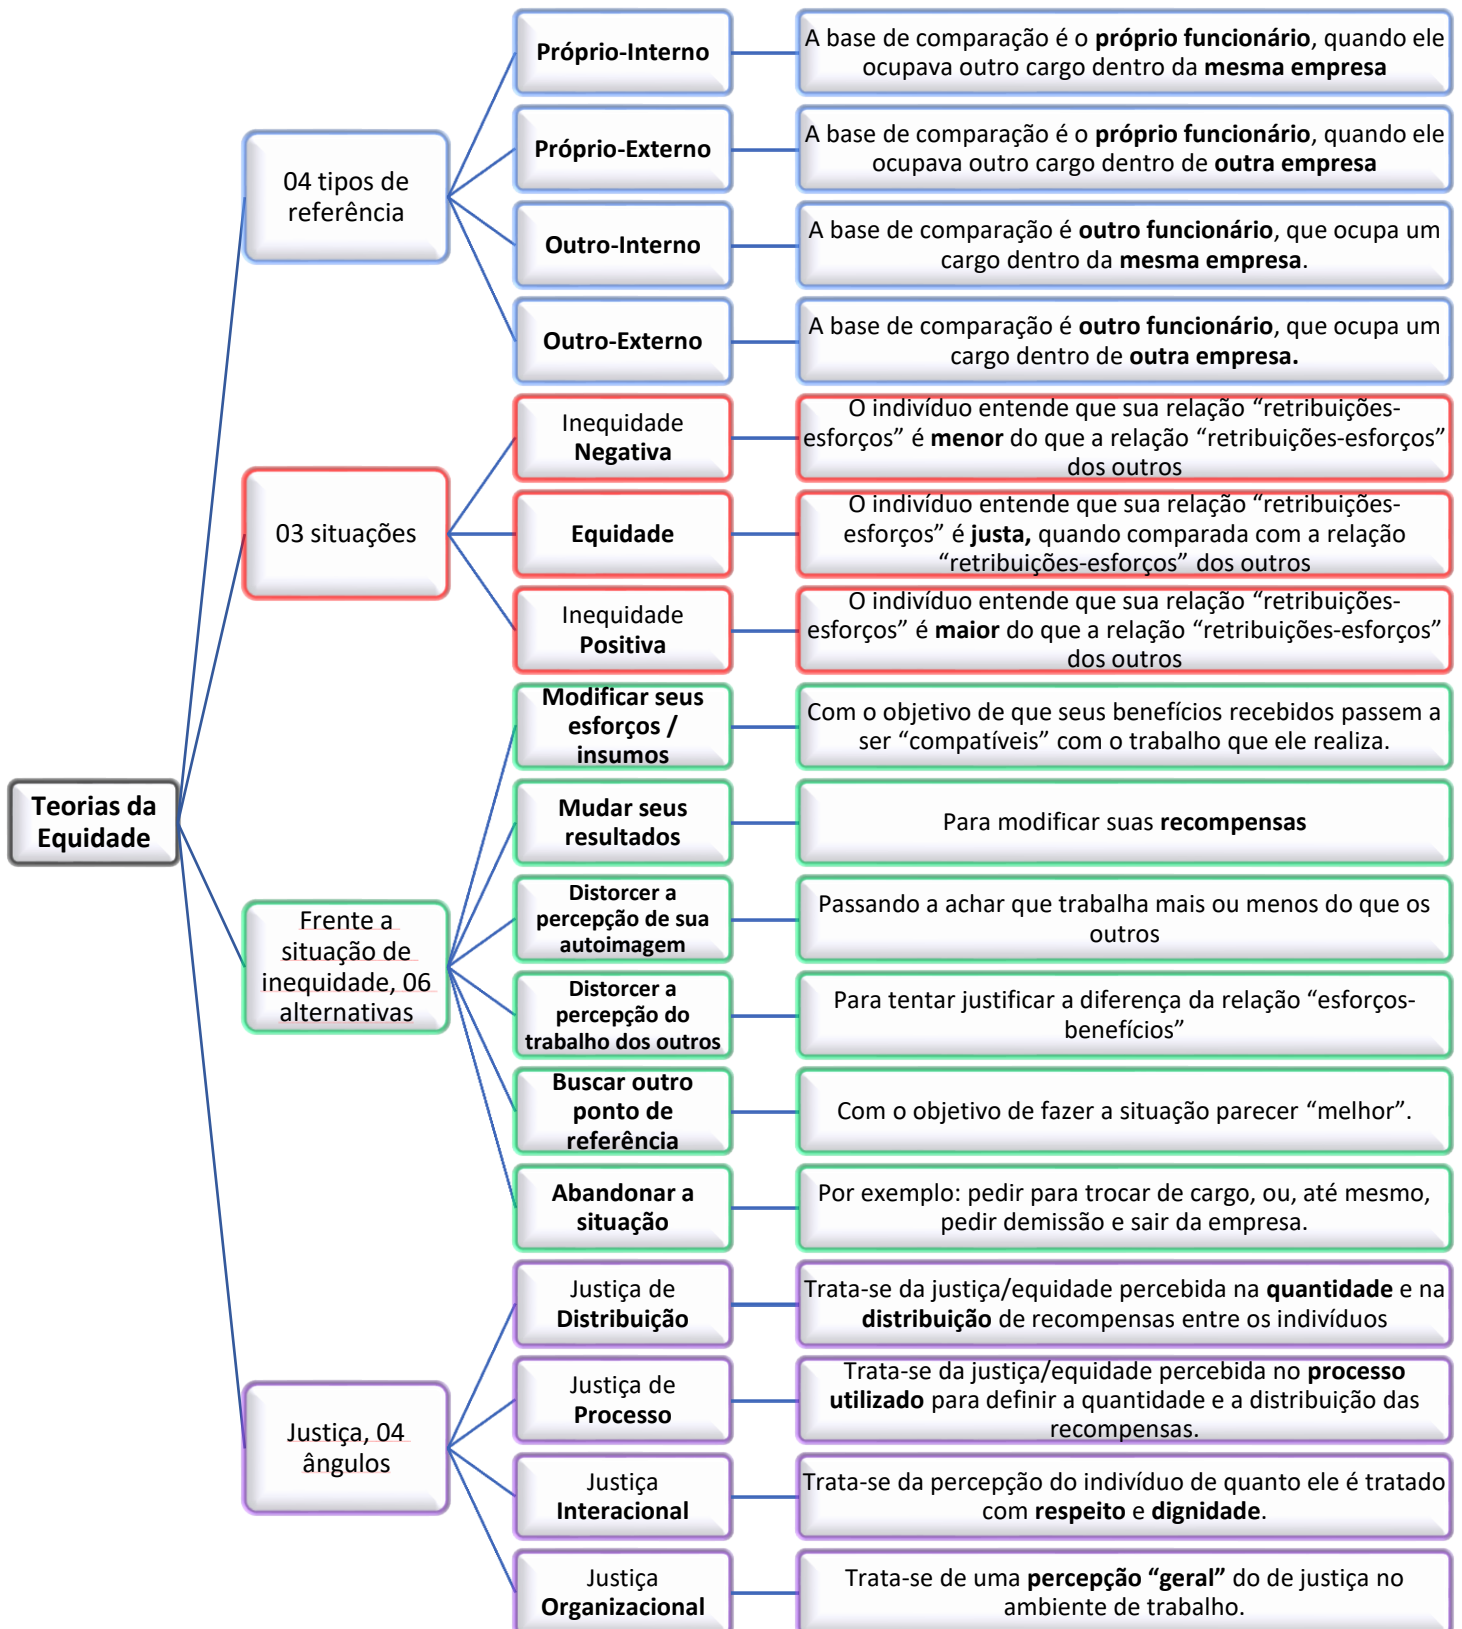 Teorias da
Equidade
04 tipos de
referência
Próprio-Interno
A base de comparação é o próprio funcionário, quando ele
ocupava outro cargo dentro da mesma empresa
Próprio-Externo
A base de comparação é o próprio funcionário, quando ele
ocupava outro cargo dentro de outra empresa
Outro-Interno
A base de comparação é outro funcionário, que ocupa um
cargo dentro da mesma empresa.
Outro-Externo
A base de comparação é outro funcionário, que ocupa um
cargo dentro de outra empresa.
03 situações
Inequidade
Negativa
O indivíduo entende que sua relação “retribuições-
esforços” é menor do que a relação “retribuições-esforços”
dos outros
Equidade
O indivíduo entende que sua relação “retribuições-
esforços” é justa, quando comparada com a relação
“retribuições-esforços” dos outros
Inequidade
Positiva
O indivíduo entende que sua relação “retribuições-
esforços” é maior do que a relação “retribuições-esforços”
dos outros
Frente a
situação de
inequidade, 06
alternativas
Modificar seus
esforços /
insumos
Com o objetivo de que seus benefícios recebidos passem a
ser “compatíveis” com o trabalho que ele realiza.
Mudar seus
resultados
Para modificar suas recompensas
Distorcer a
percepção de sua
autoimagem
Passando a achar que trabalha mais ou menos do que os
outros
Distorcer a
percepção do
trabalho dos outros
Para tentar justificar a diferença da relação “esforços-
benefícios”
Buscar outro
ponto de
referência
Com o objetivo de fazer a situação parecer “melhor”.
Abandonar a
situação
Por exemplo: pedir para trocar de cargo, ou, até mesmo,
pedir demissão e sair da empresa.
Justiça, 04
ângulos
Justiça de
Distribuição
Trata-se da justiça/equidade percebida na quantidade e na
distribuição de recompensas entre os indivíduos
Justiça de
Processo
Trata-se da justiça/equidade percebida no processo
utilizado para definir a quantidade e a distribuição das
recompensas.
Justiça
Interacional
Trata-se da percepção do indivíduo de quanto ele é tratado
com respeito e dignidade.
Justiça
Organizacional
Trata-se de uma percepção “geral” do de justiça no
ambiente de trabalho.